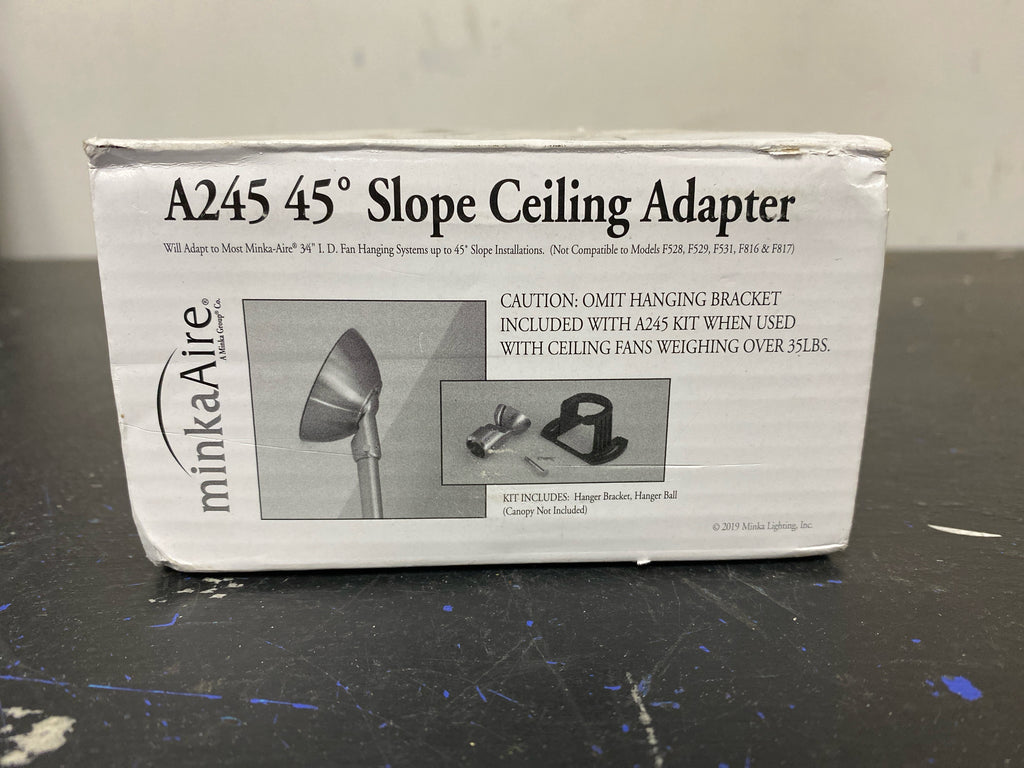 A245 45° Slope Ceiling Adapter
Will Adapt to Most Minka-Aire® 3/4" I. D. Fan Hanging Systems up to 45° Slope Installations. (Not Compatible to Models F528, F529, F531, F816 & F817)
minkaAire®
A Minka Group® Co.
CAUTION: OMIT HANGING BRACKET
INCLUDED WITH A245 KIT WHEN USED
WITH CEILING FANS WEIGHING OVER 35LBS.
KIT INCLUDES: Hanger Bracket, Hanger Ball
(Canopy Not Included)
© 2019 Minka Lighting, Inc.